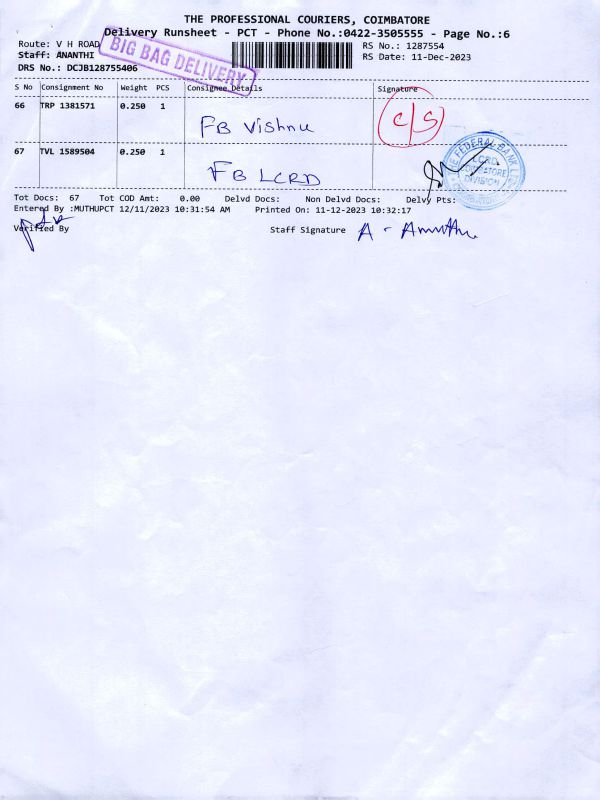 THE PROFESSIONAL COURIERS, COIMBATORE
Delivery Runsheet - PCT - Phone No.:0422-3505555 - Page No.:6
Route: V H ROAD
Staff: ANANTHI
DRS No.: DCJB128755406
BIG BAG DELIVERY
RS No.: 1287554
RS Date: 11-Dec-2023
S No Consignment No Weight PCS Consignee Details Signature
66 TRP 1381571 0.250 1 FB Vishnu C/S
67 TVL 1589504 0.250 1 FB LCRD
THE FEDERAL BANK LTD.
LCRD
COIMBATORE
DIVISION
Tot Docs: 67 Tot COD Amt: 0.00 Delvd Docs: Non Delvd Docs: Delvy Pts:
Entered By :MUTHUPCT 12/11/2023 10:31:54 AM Printed On: 11-12-2023 10:32:17
Verified By Staff Signature A -